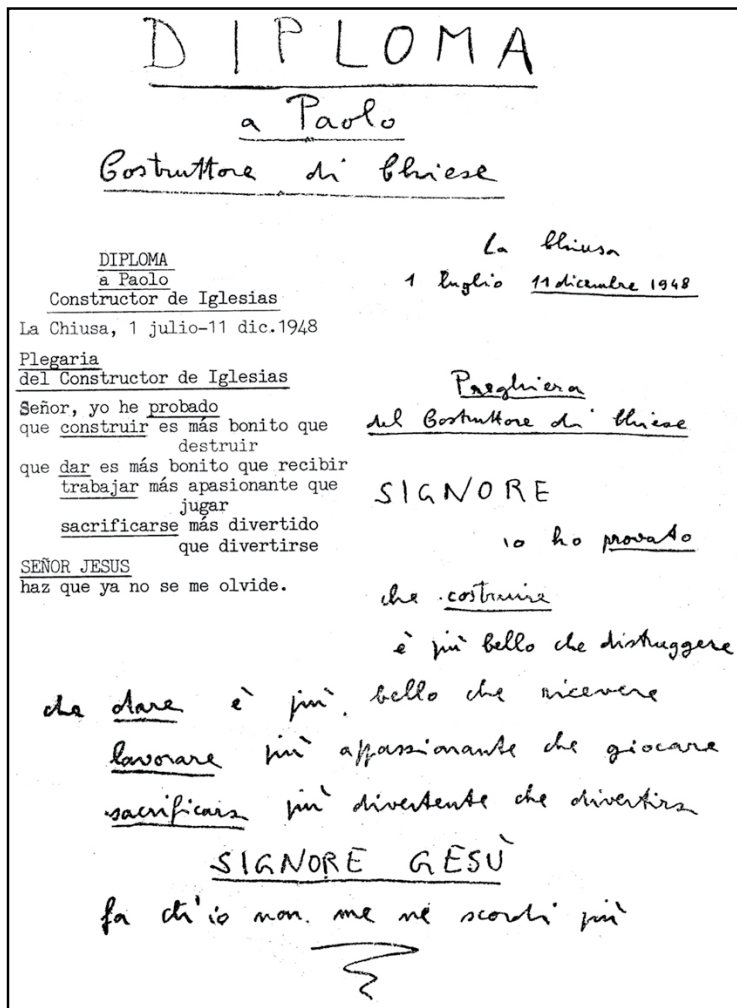 DIPLOMA
a Paolo
Costruttore di Chiese
DIPLOMA
a Paolo
Constructor de Iglesias
La Chiusa, 1 julio-11 dic.1948
Plegaria
del Constructor de Iglesias
Señor, yo he probado
que construir es más bonito que
destruir
que dar es más bonito que recibir
trabajar más apasionante que
jugar
sacrificarse más divertido
que divertirse
SEÑOR JESUS
haz que ya no se me olvide.
La Chiusa
1 luglio 11 dicembre 1948
Preghiera
del Costruttore di Chiese
SIGNORE
io ho provato
che costruire
è più bello che distruggere
che dare è più bello che ricevere
lavorare più appassionante che giocare
sacrificarsi più divertente che divertirsi
SIGNORE GESÙ
fa ch'io non me ne scordi più